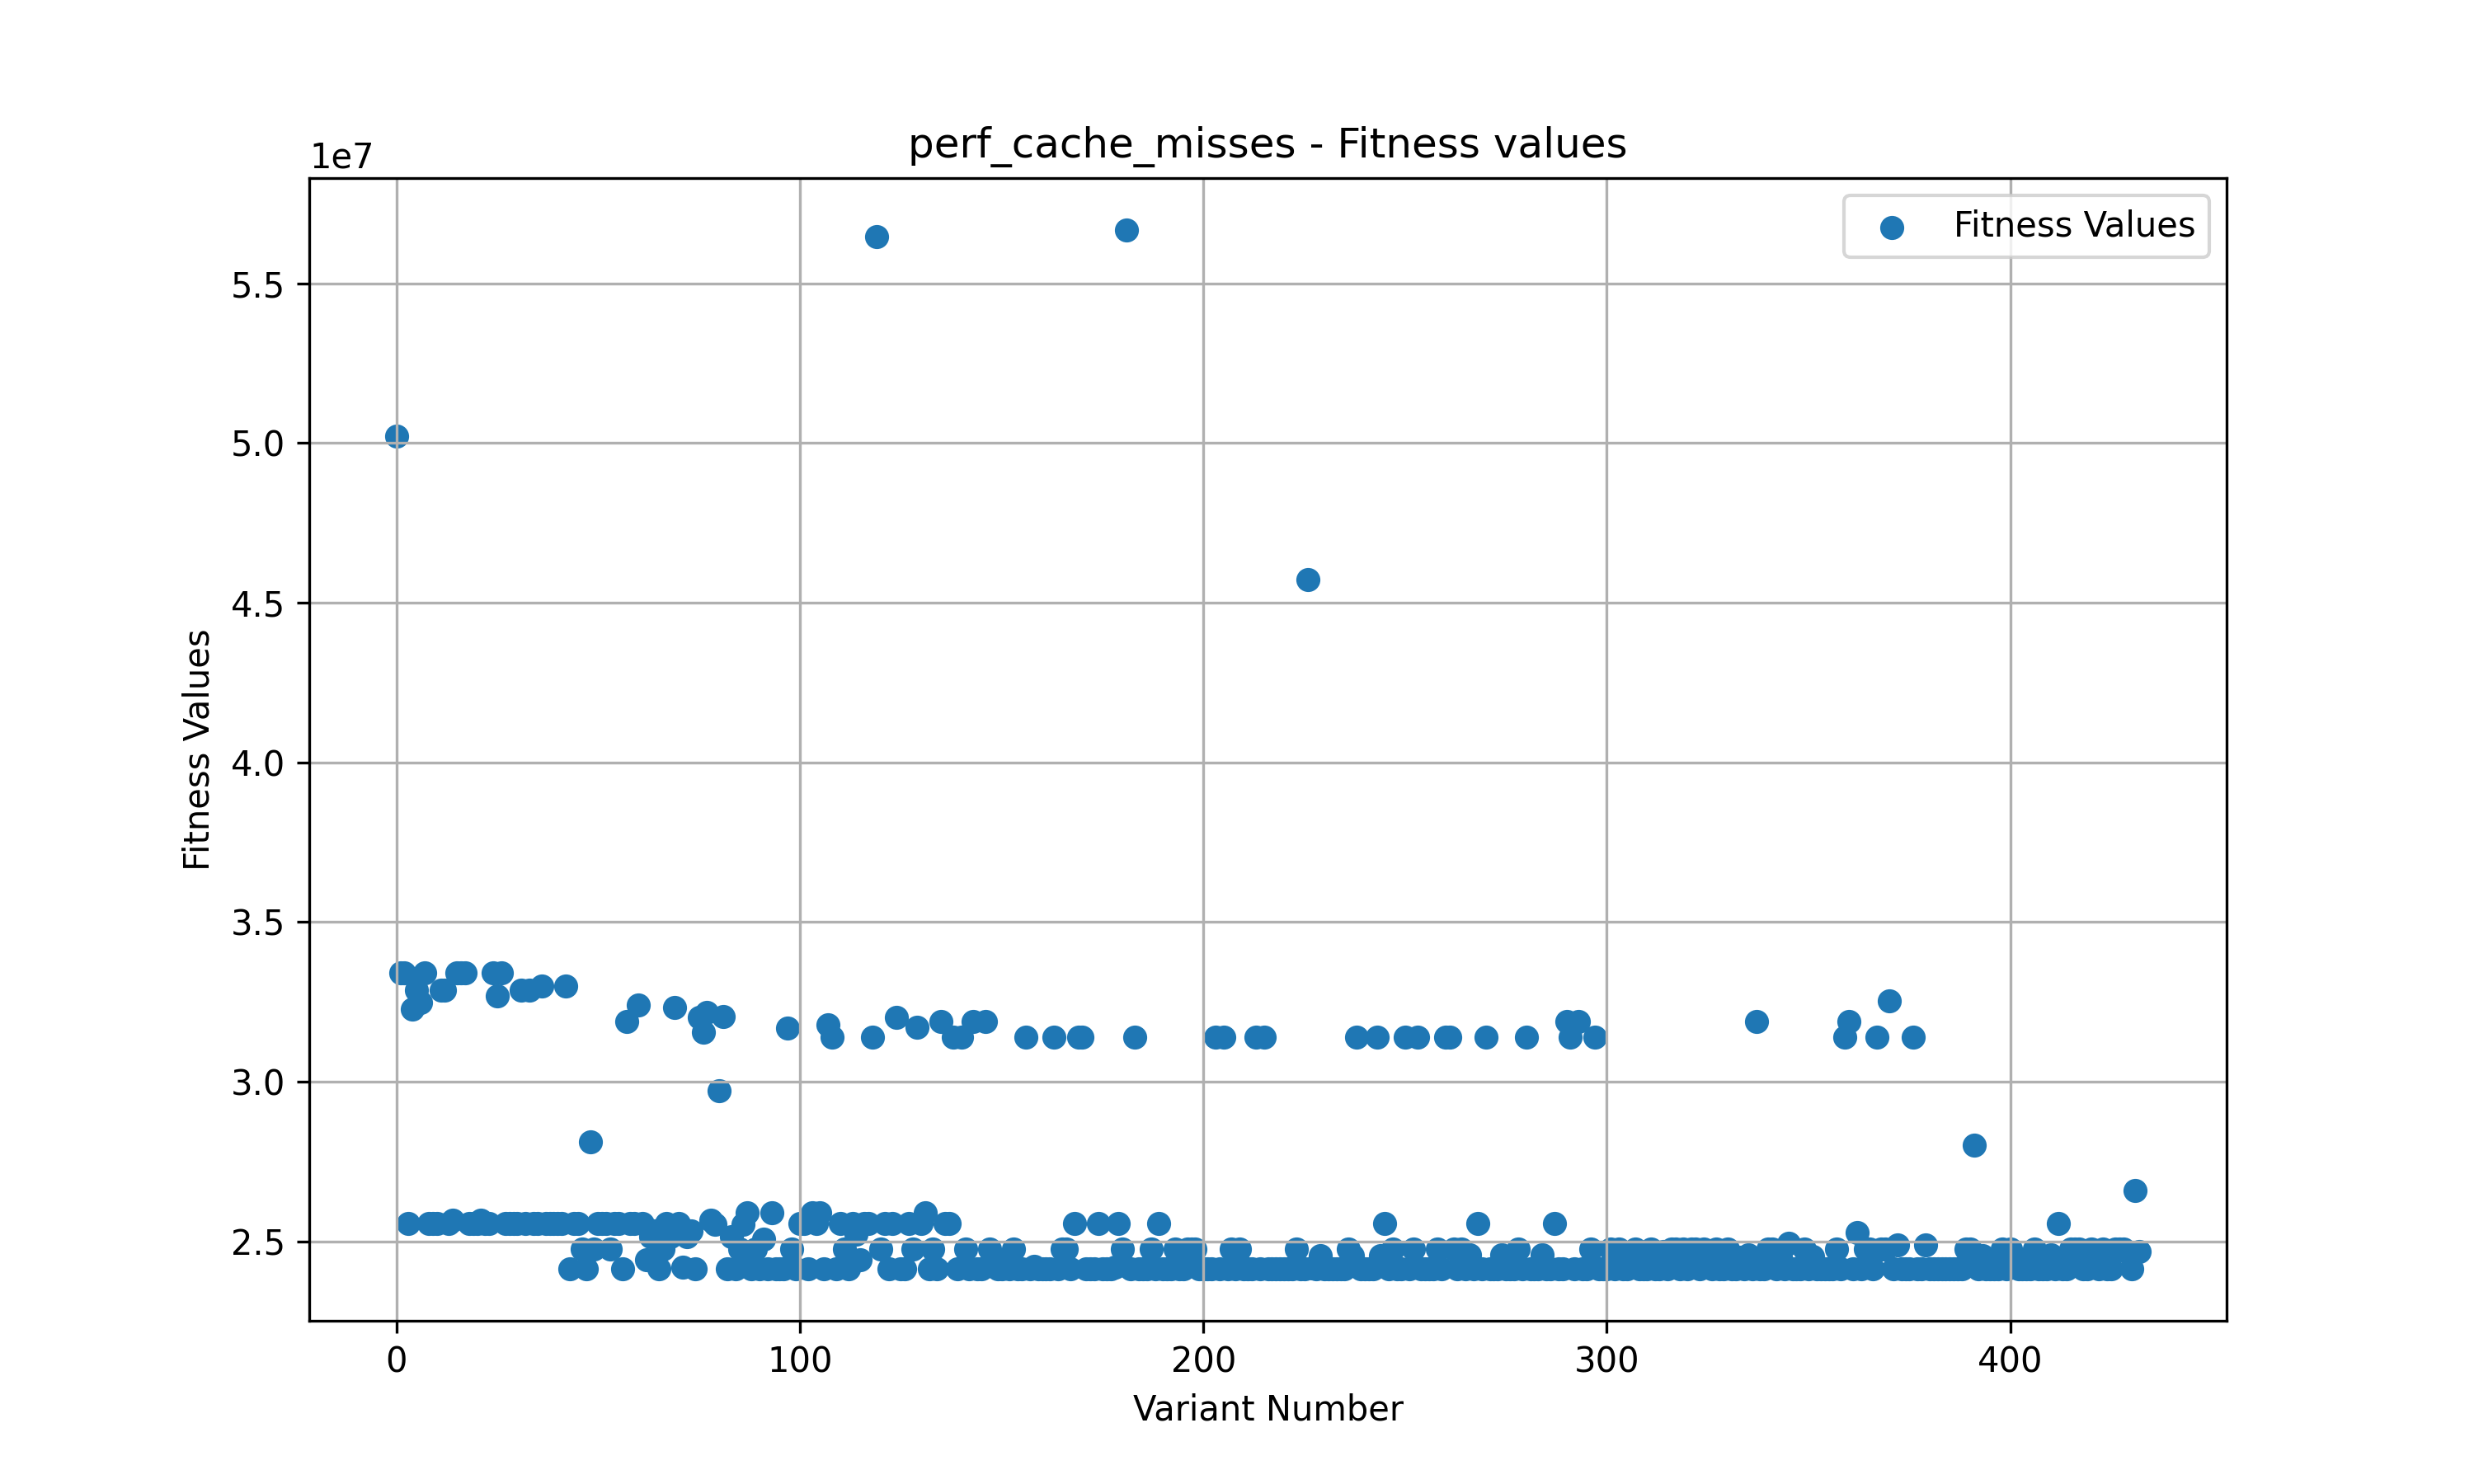 perf_cache_misses - Fitness values
1e7
Fitness Values
5.5
5.0
4.5
4.0
3.5
3.0
2.5
Fitness Values
0 100 200 300 400
Variant Number